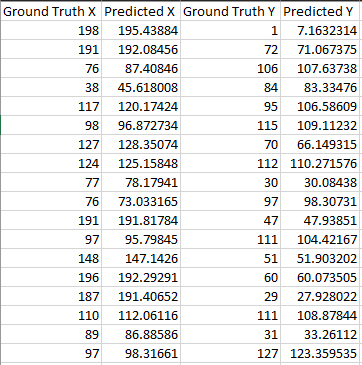 Ground Truth X Predicted X Ground Truth Y Predicted Y
198 195.43884 1 7.1632314
191 192.08456 72 71.067375
76 87.40846 106 107.63738
38 45.618008 84 83.33476
117 120.17424 95 106.58609
98 96.872734 115 109.11232
127 128.35074 70 66.149315
124 125.15848 112 110.271576
77 78.17941 30 30.08438
76 73.033165 97 98.30731
191 191.81784 47 47.93851
97 95.79845 111 104.42167
148 147.1426 51 51.903202
196 192.29291 60 60.073505
187 191.40652 29 27.928022
110 112.06116 111 108.87844
89 86.88586 31 33.26112
97 98.31661 127 123.359535